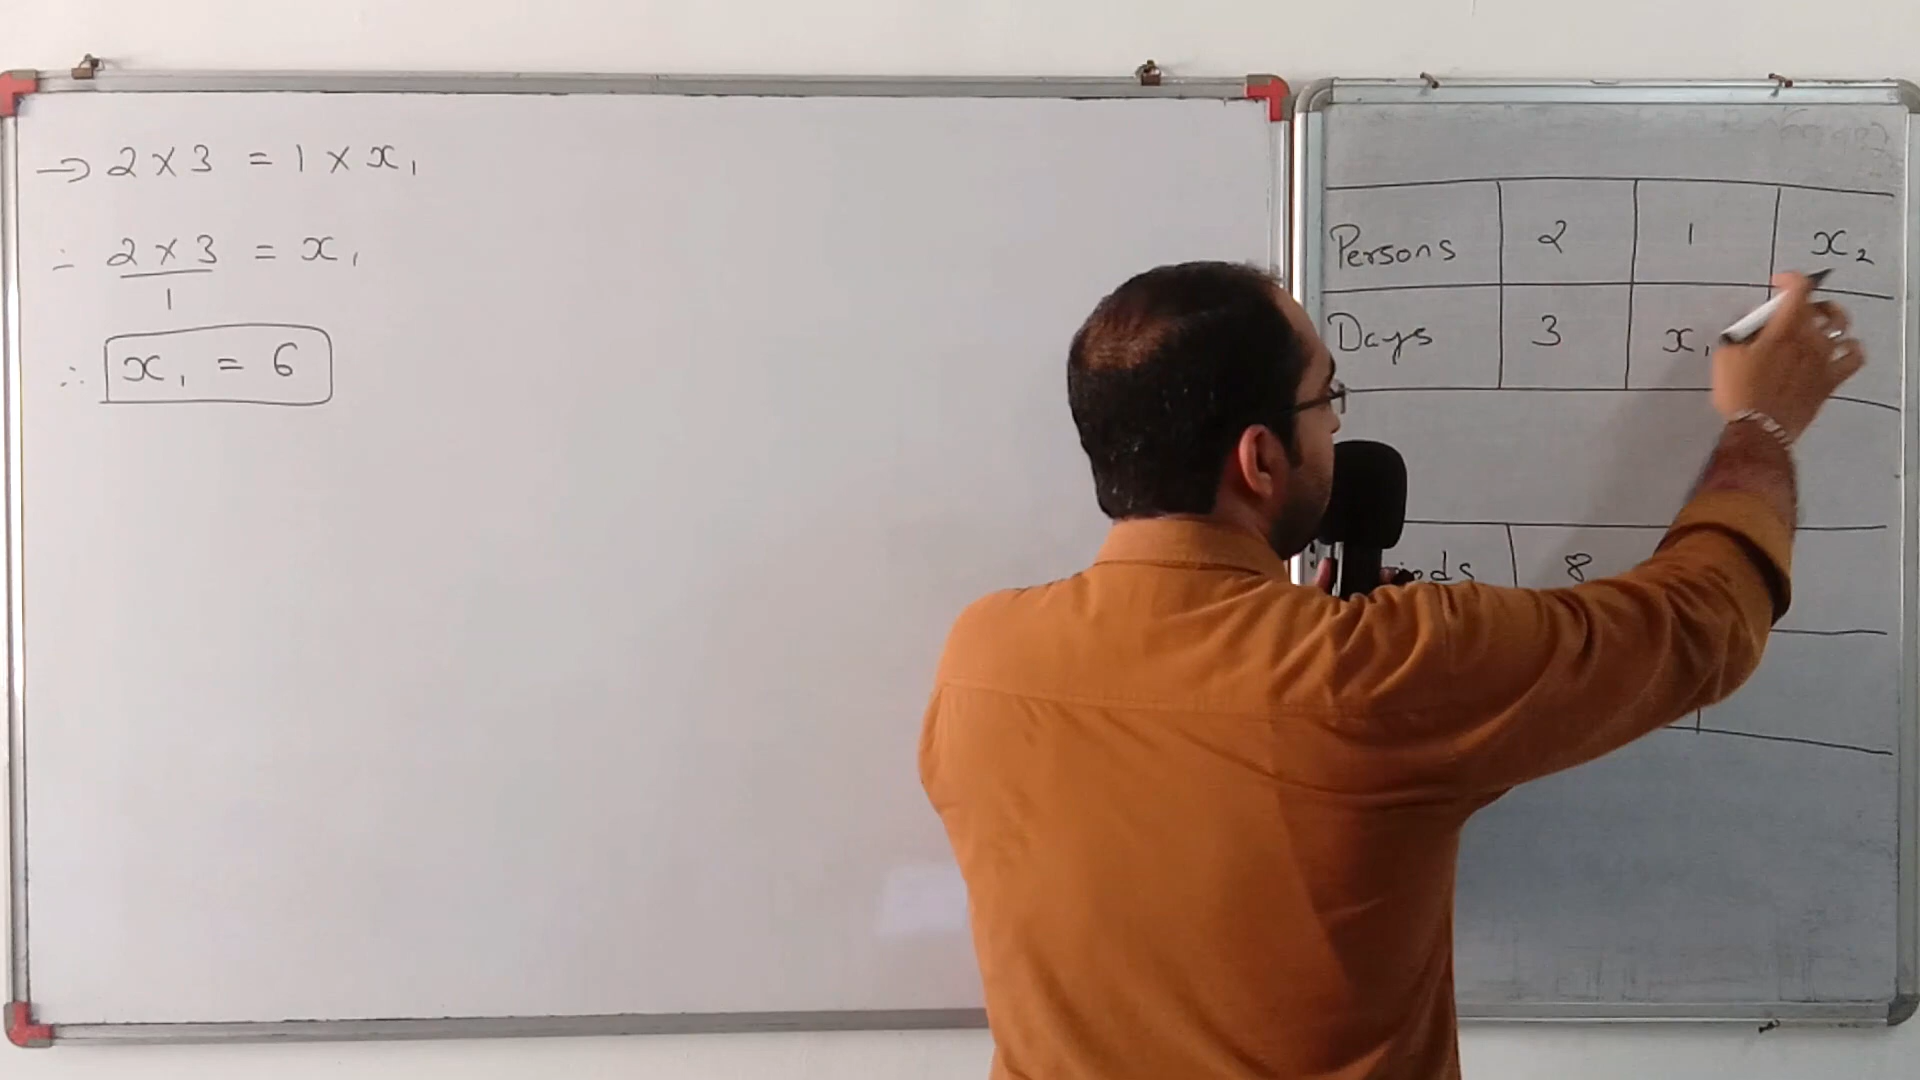 → 2 × 3 = 1 × x₁
∴ 2 × 3 / 1 = x₁
∴ x₁ = 6
Persons 2 1 x₂
Days 3 x₁
8